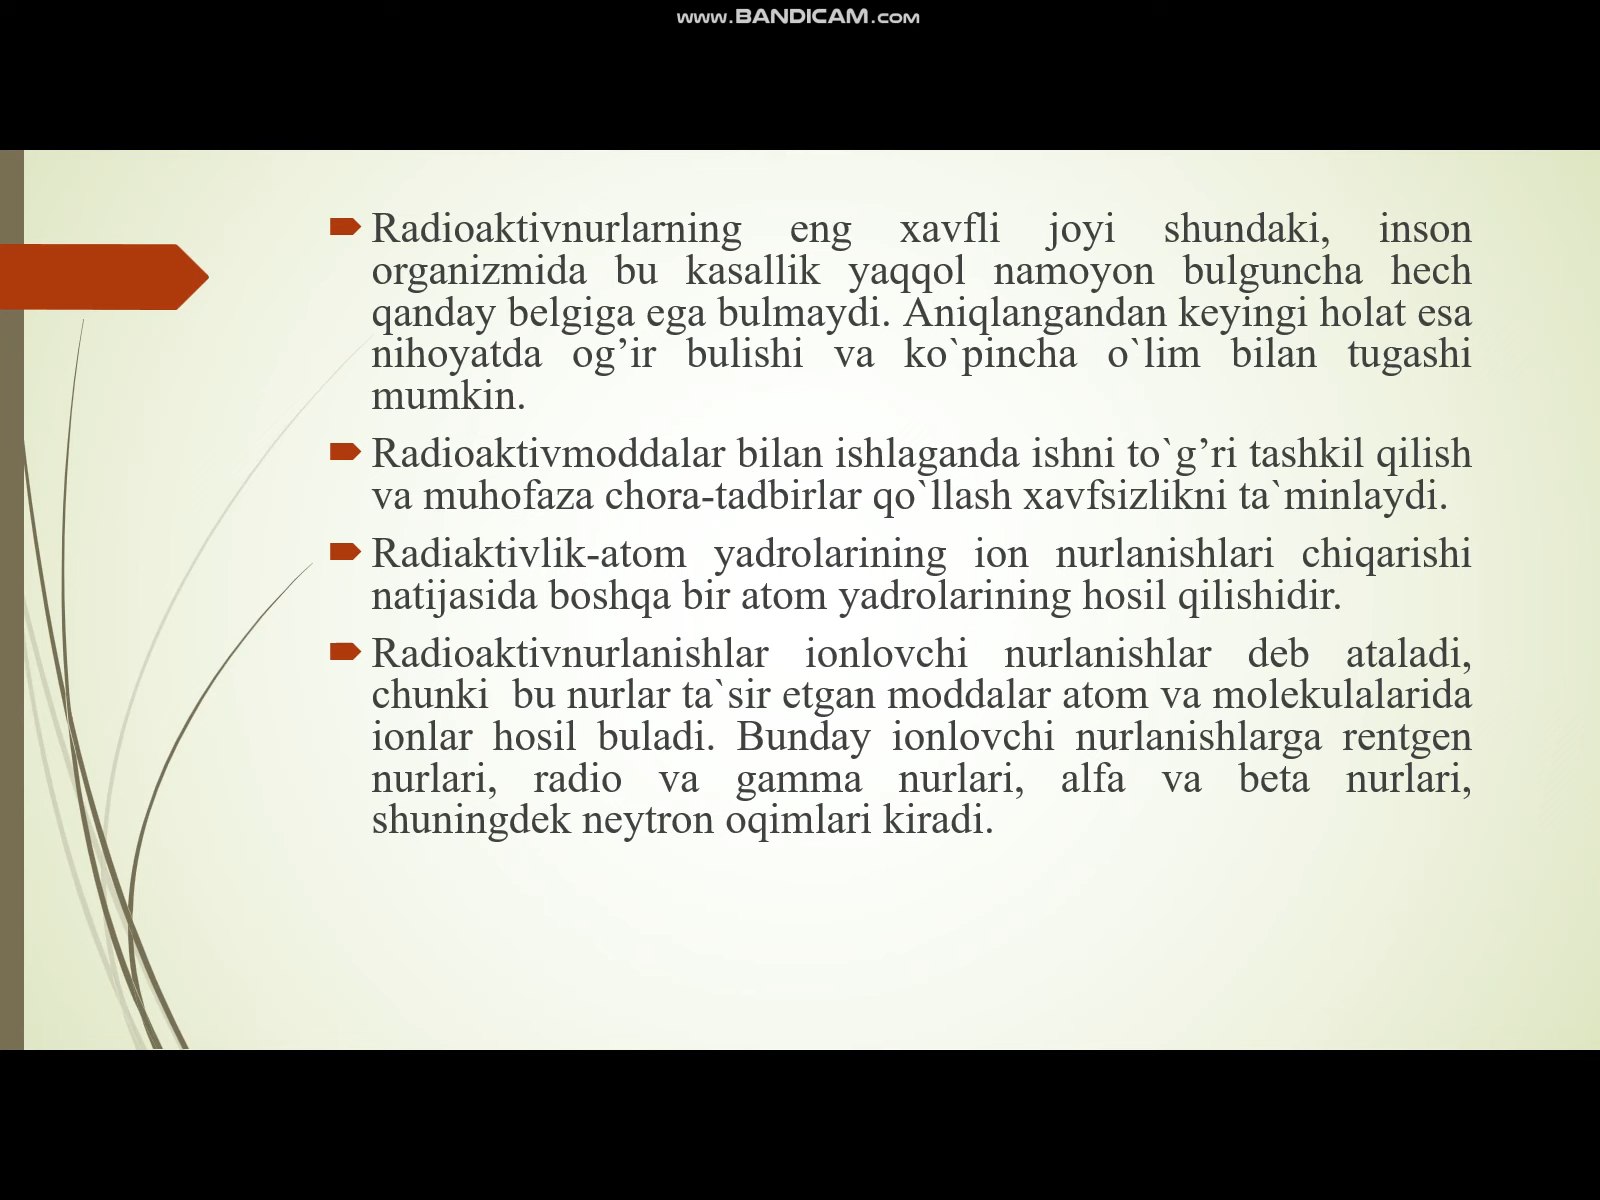 www.BANDICAM.com
Radioaktivnurlarning eng xavfli joyi shundaki, inson
organizmida bu kasallik yaqqol namoyon bulguncha hech
qanday belgiga ega bulmaydi. Aniqlangandan keyingi holat esa
nihoyatda og’ir bulishi va ko`pincha o`lim bilan tugashi
mumkin.
Radioaktivmoddalar bilan ishlaganda ishni to`g’ri tashkil qilish
va muhofaza chora-tadbirlar qo`llash xavfsizlikni ta`minlaydi.
Radiaktivlik-atom yadrolarining ion nurlanishlari chiqarishi
natijasida boshqa bir atom yadrolarining hosil qilishidir.
Radioaktivnurlanishlar ionlovchi nurlanishlar deb ataladi,
chunki  bu nurlar ta`sir etgan moddalar atom va molekulalarida
ionlar hosil buladi. Bunday ionlovchi nurlanishlarga rentgen
nurlari, radio va gamma nurlari, alfa va beta nurlari,
shuningdek neytron oqimlari kiradi.